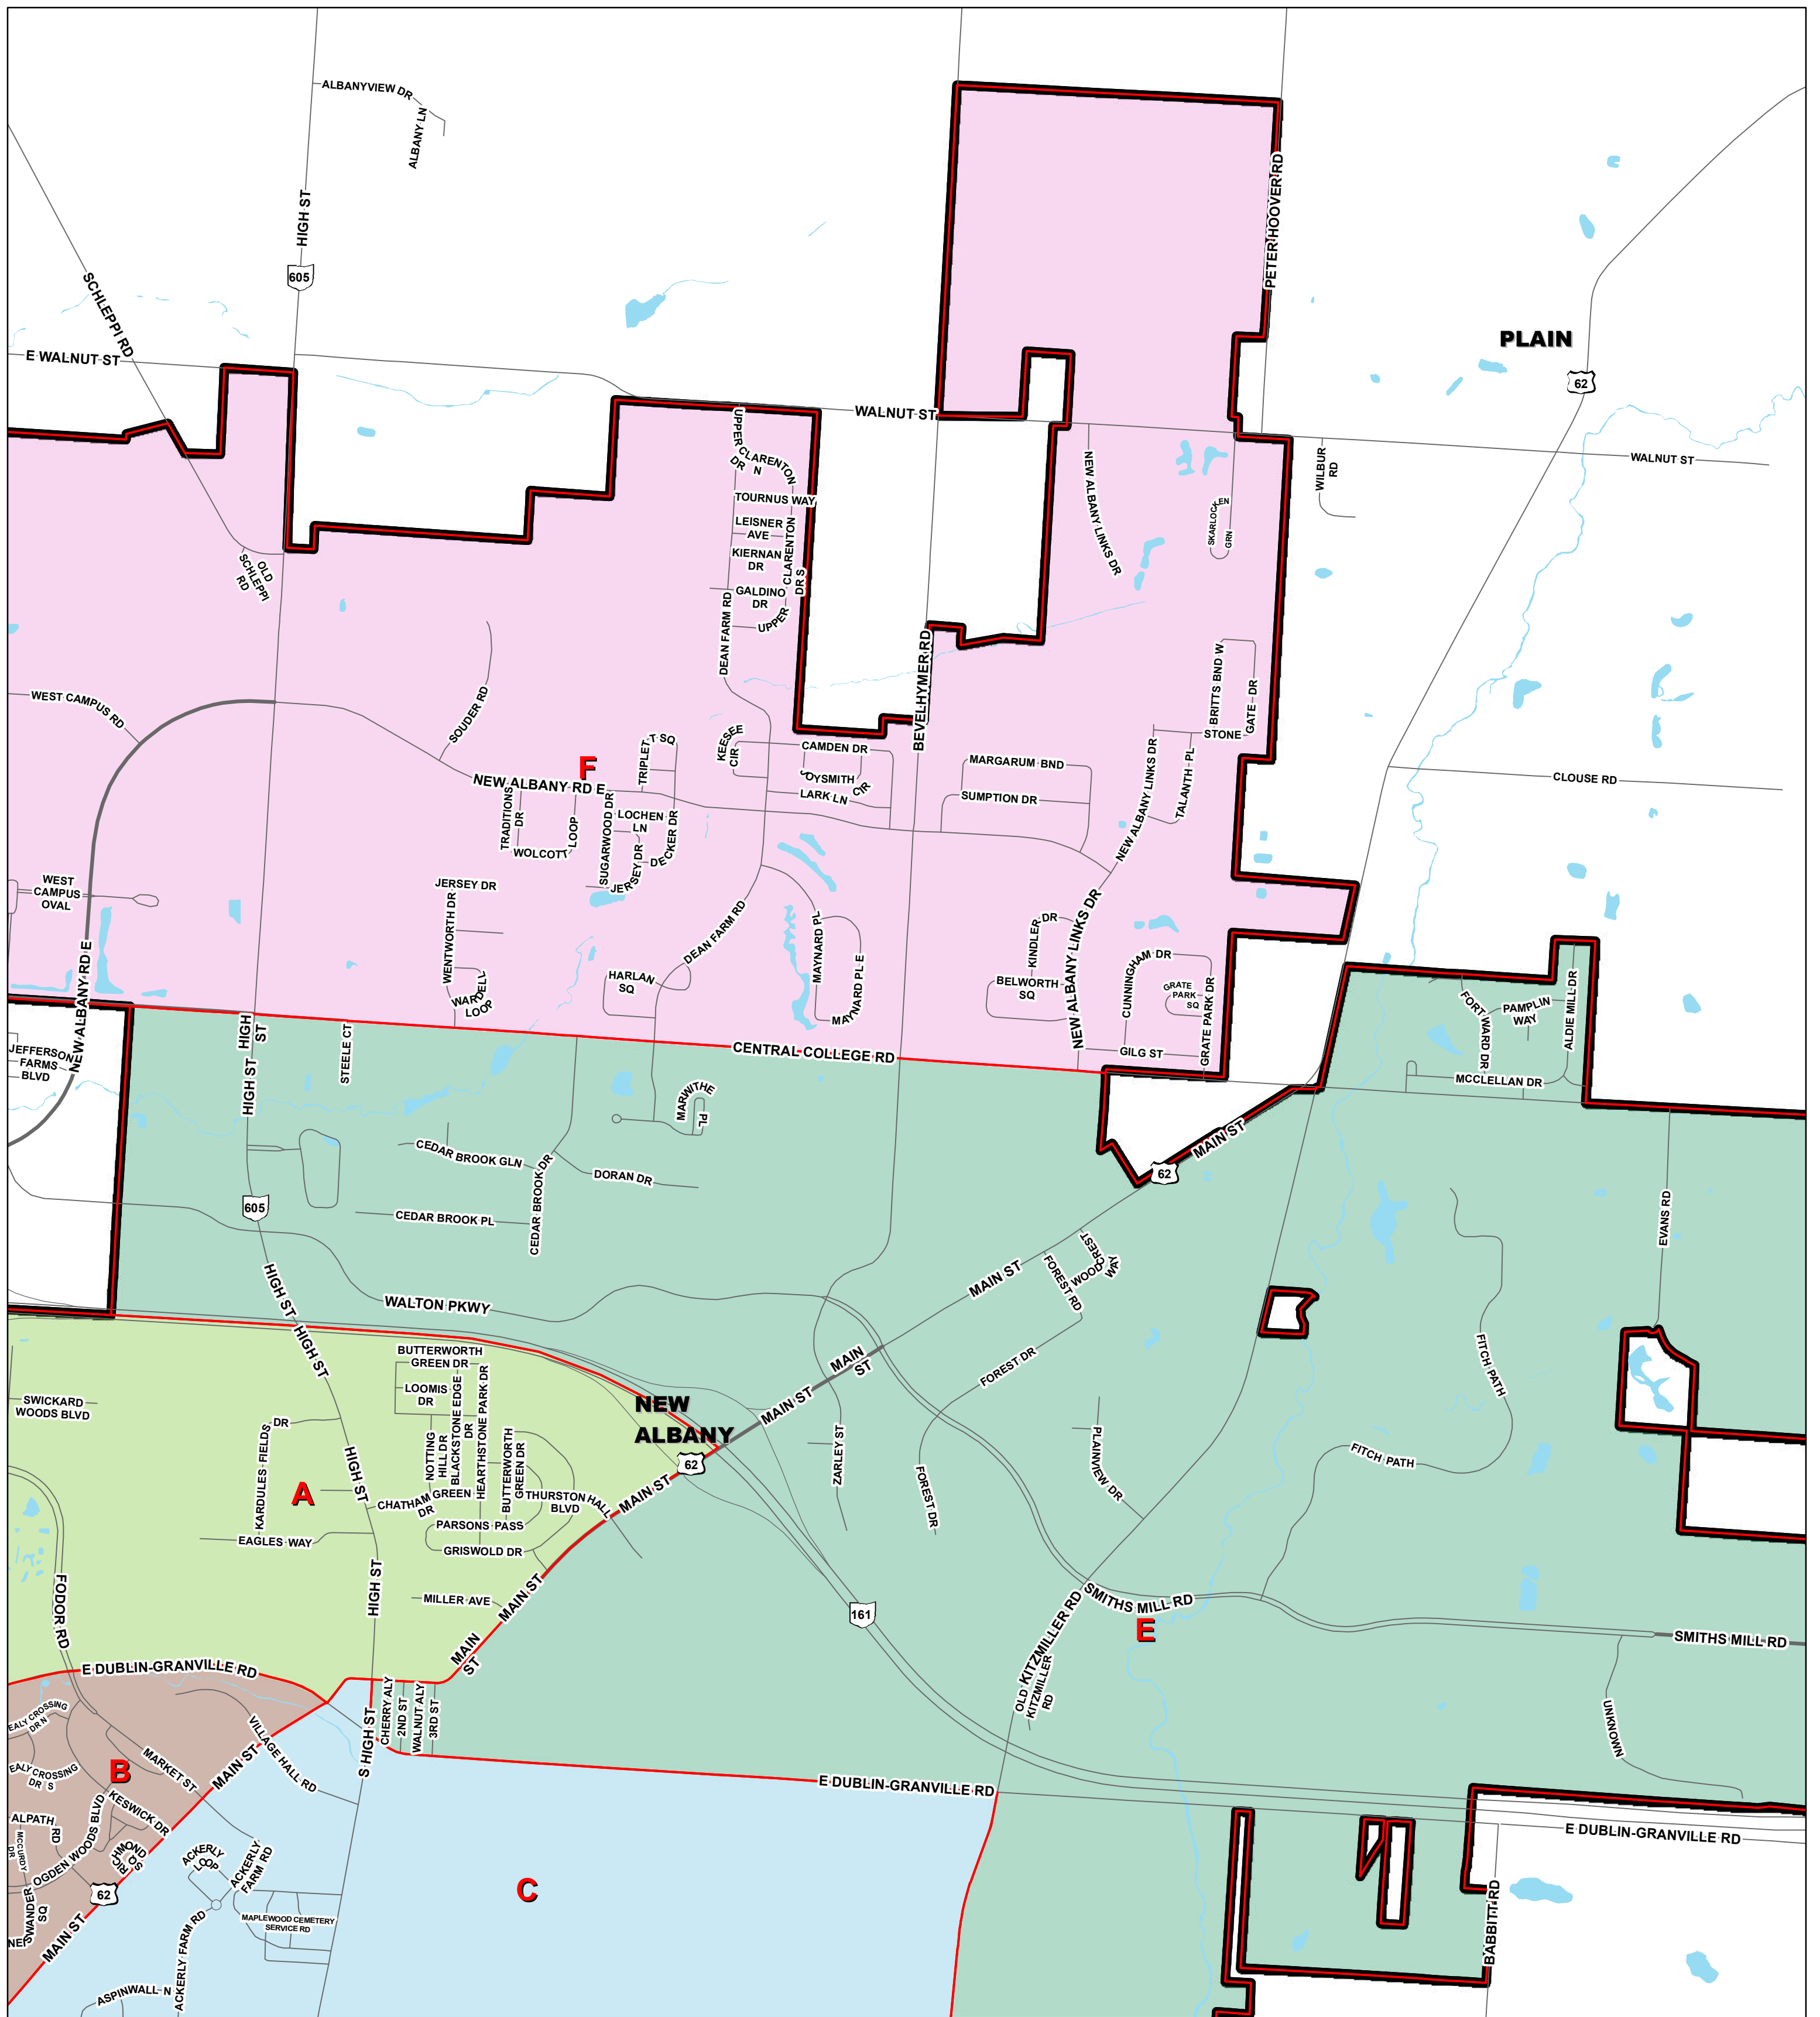 ALBANYVIEW DR
ALBANY LN
HIGH ST
605
SCHLEPPI RD
E WALNUT ST
PETER HOOVER RD
PLAIN
62
WALNUT ST
WALNUT ST
WILBUR
RD
UPPER
CLARENTON
DR N
TOURNUS WAY
LEISNER
AVE
KIERNAN
DR
GALDINO
DR
UPPER
CLARENTON
DR S
DEAN FARM RD
NEW ALBANY LINKS DR
SKARLOCKEN
GRN
OLD
SCHLEPPI
RD
WEST CAMPUS RD
SOUDER RD
BEVELHYMER RD
BRITTS BND W
GATE DR
STONE
F
NEW ALBANY RD E
TRIPLETT SQ
KEESEE
CIR
CAMDEN DR
JOYSMITH
CIR
LARK LN
MARGARUM BND
SUMPTION DR
NEW ALBANY LINKS DR
TALANTH PL
CLOUSE RD
TRADITIONS
DR
LOOP
WOLCOTT
SUGARWOOD DR
LOCHEN
LN
DECKER DR
JERSEY DR
WEST
CAMPUS
OVAL
JERSEY DR
WENTWORTH DR
WARDELL
LOOP
DEAN FARM RD
HARLAN
SQ
MAYNARD PL
MAYNARD PL E
KINDLER DR
BELWORTH
SQ
NEW ALBANY LINKS DR
CUNNINGHAM DR
GRATE
PARK
SQ
GRATE PARK DR
GILG ST
NEW ALBANY RD E
JEFFERSON
FARMS
BLVD
HIGH
ST
HIGH ST
STEELE CT
CENTRAL COLLEGE RD
FORT WARD DR
PAMPLIN
WAY
ALDIE MILL DR
MCCLELLAN DR
MARWITHE
PL
CEDAR BROOK GLN
DORAN DR
CEDAR BROOK DR
CEDAR BROOK PL
MAIN ST
62
605
EVANS RD
HIGH ST
WALTON PKWY
MAIN ST
FOREST RD
WOODCREST
WAY
HIGH ST
MAIN
ST
FOREST DR
FITCH PATH
BUTTERWORTH
GREEN DR
LOOMIS
DR
NEW
ALBANY
MAIN ST
SWICKARD
WOODS BLVD
KARDULES FIELDS DR
NOTTING
HILL DR
BLACKSTONE EDGE
DR
HEARTHSTONE PARK DR
BUTTERWORTH
GREEN DR
ZARLEY ST
FOREST DR
PLAINVIEW DR
FITCH PATH
62
MAIN ST
A
HIGH ST
CHATHAM GREEN
DR
THURSTON HALL
BLVD
PARSONS PASS
EAGLES WAY
GRISWOLD DR
FODOR RD
HIGH ST
MILLER AVE
MAIN ST
161
SMITHS MILL RD
E
SMITHS MILL RD
MAIN
ST
E DUBLIN-GRANVILLE RD
KITZMILLER RD
OLD
KITZMILLER
RD
CHERRY ALY
2ND ST
WALNUT ALY
3RD ST
S HIGH ST
UNKNOWN
EALY CROSSING
DR N
VILLAGE HALL RD
B
MARKET ST
MAIN ST
EALY CROSSING
DR S
KESWICK DR
E DUBLIN-GRANVILLE RD
E DUBLIN-GRANVILLE RD
ALPATH
RD
MCCURDY
DR
OGDEN WOODS BLVD
RICHMOND
SQ
ACKERLY
LOOP
ACKERLY
FARM RD
C
62
SWANDER
SQ
MAIN ST
MAPLEWOOD CEMETERY
SERVICE RD
ACKERLY FARM RD
ASPINWALL N
BABBITT RD